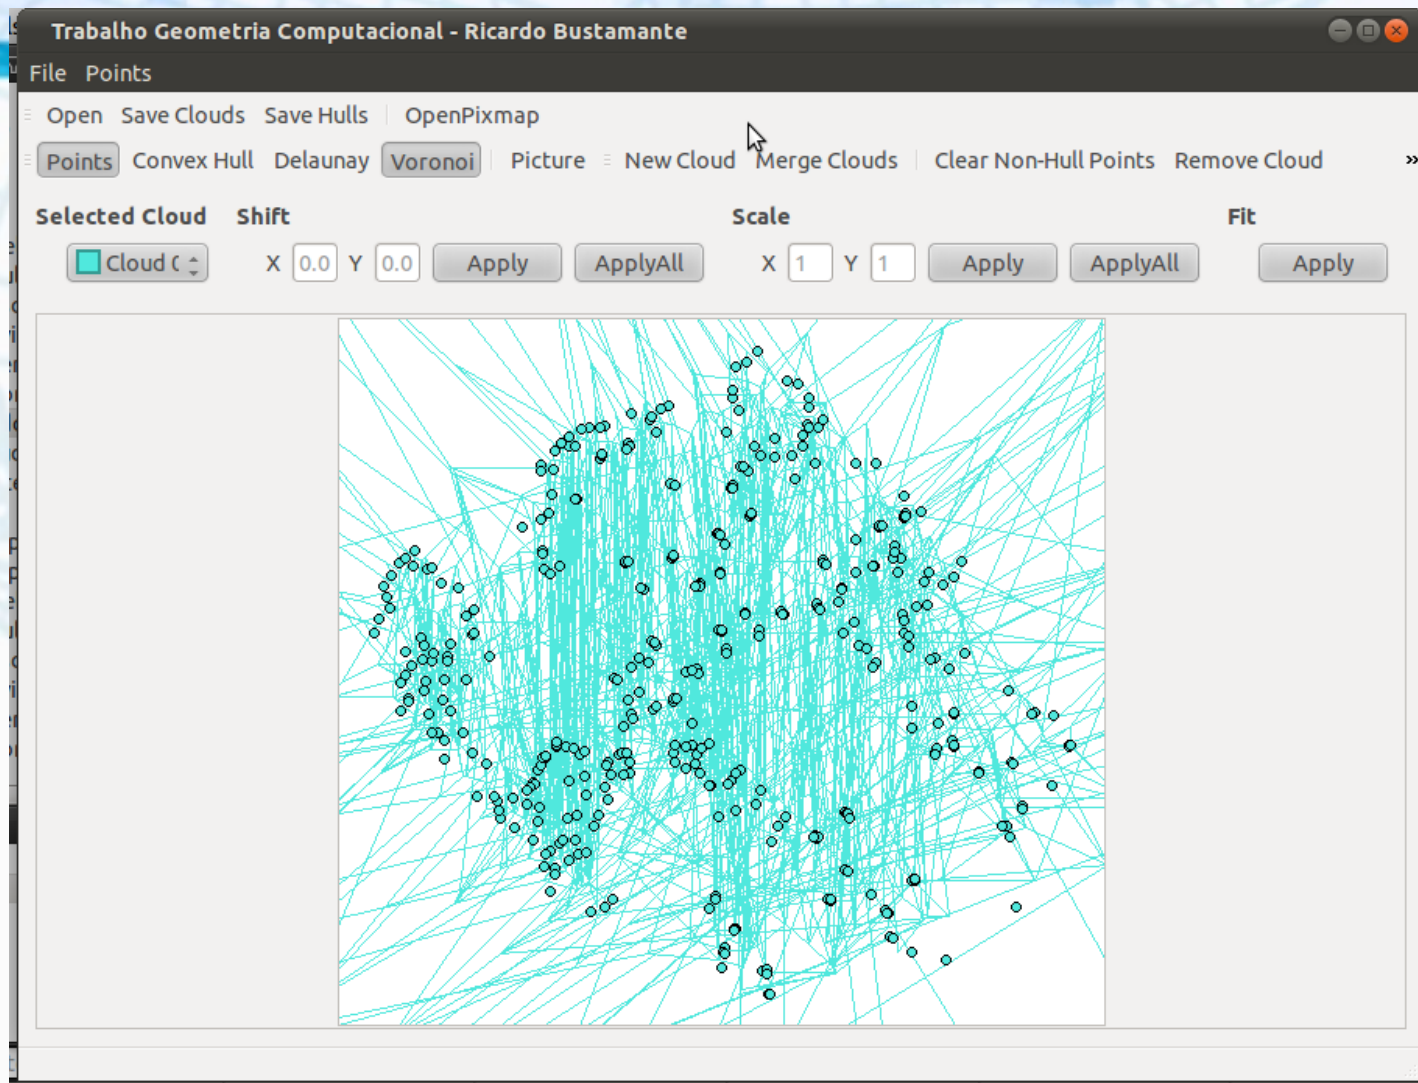 Trabalho Geometria Computacional - Ricardo Bustamante
File Points
Open Save Clouds Save Hulls OpenPixmap
Points Convex Hull Delaunay Voronoi Picture New Cloud Merge Clouds Clear Non-Hull Points Remove Cloud »
Selected Cloud Shift Scale Fit
Cloud X 0.0 Y 0.0 Apply ApplyAll X 1 Y 1 Apply ApplyAll Apply